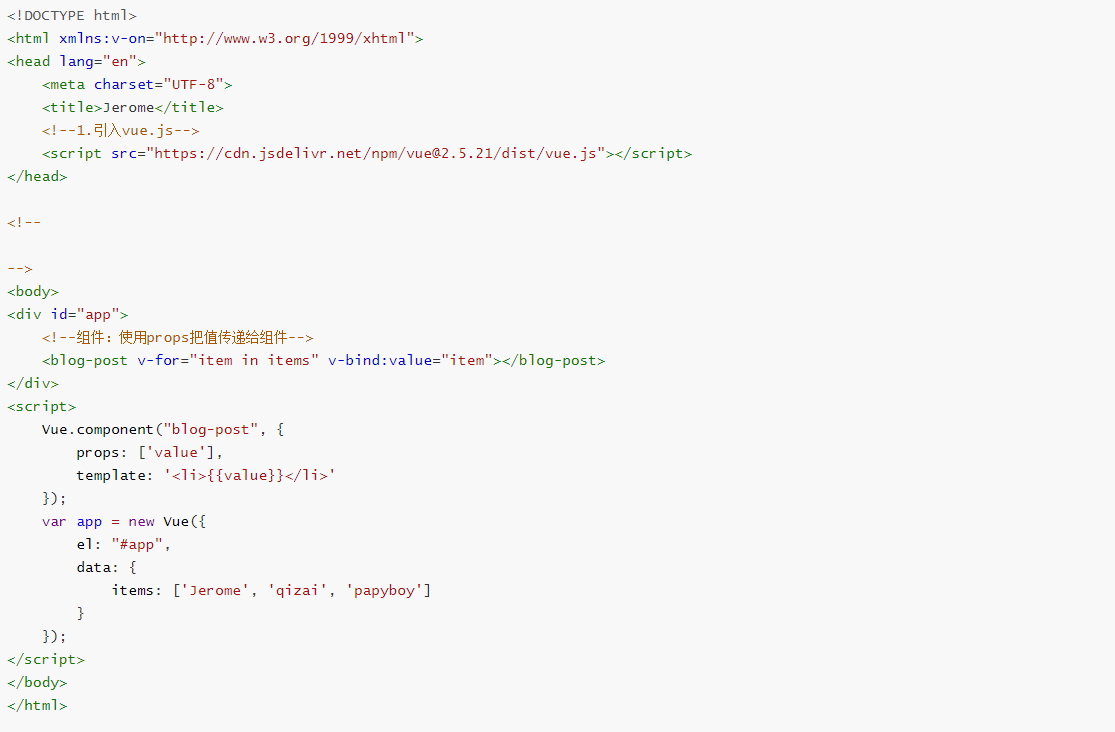 <!DOCTYPE html>
<html xmlns:v-on="http://www.w3.org/1999/xhtml">
<head lang="en">
    <meta charset="UTF-8">
    <title>Jerome</title>
    <!--1.引入vue.js-->
    <script src="https://cdn.jsdelivr.net/npm/vue@2.5.21/dist/vue.js"></script>
</head>

<!--

-->
<body>
<div id="app">
    <!--组件：使用props把值传递给组件-->
    <blog-post v-for="item in items" v-bind:value="item"></blog-post>
</div>
<script>
    Vue.component("blog-post", {
        props: ['value'],
        template: '<li>{{value}}</li>'
    });
    var app = new Vue({
        el: "#app",
        data: {
            items: ['Jerome', 'qizai', 'papyboy']
        }
    });
</script>
</body>
</html>